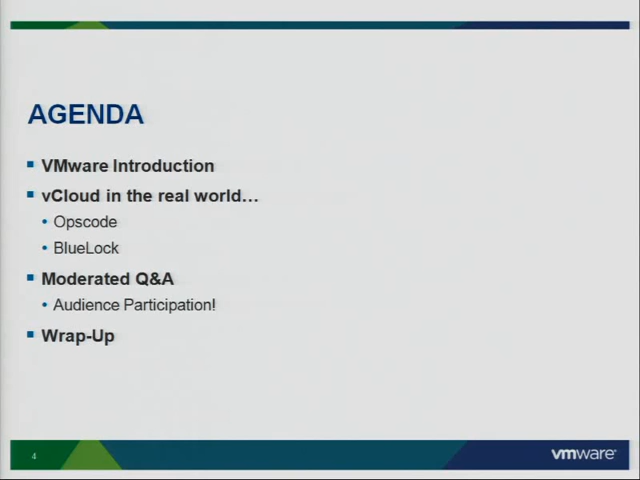 AGENDA
VMware Introduction
vCloud in the real world…
Opscode
BlueLock
Moderated Q&A
Audience Participation!
Wrap-Up
4
vmware